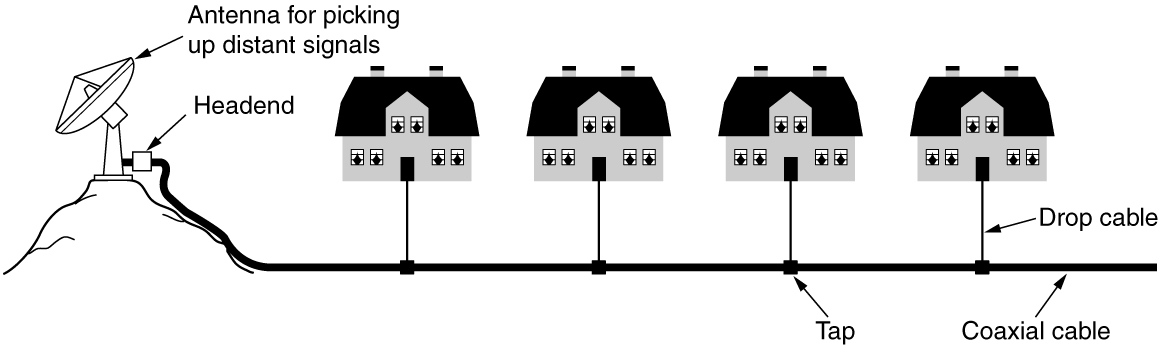 Antenna for picking
up distant signals
Headend
Drop cable
Tap
Coaxial cable